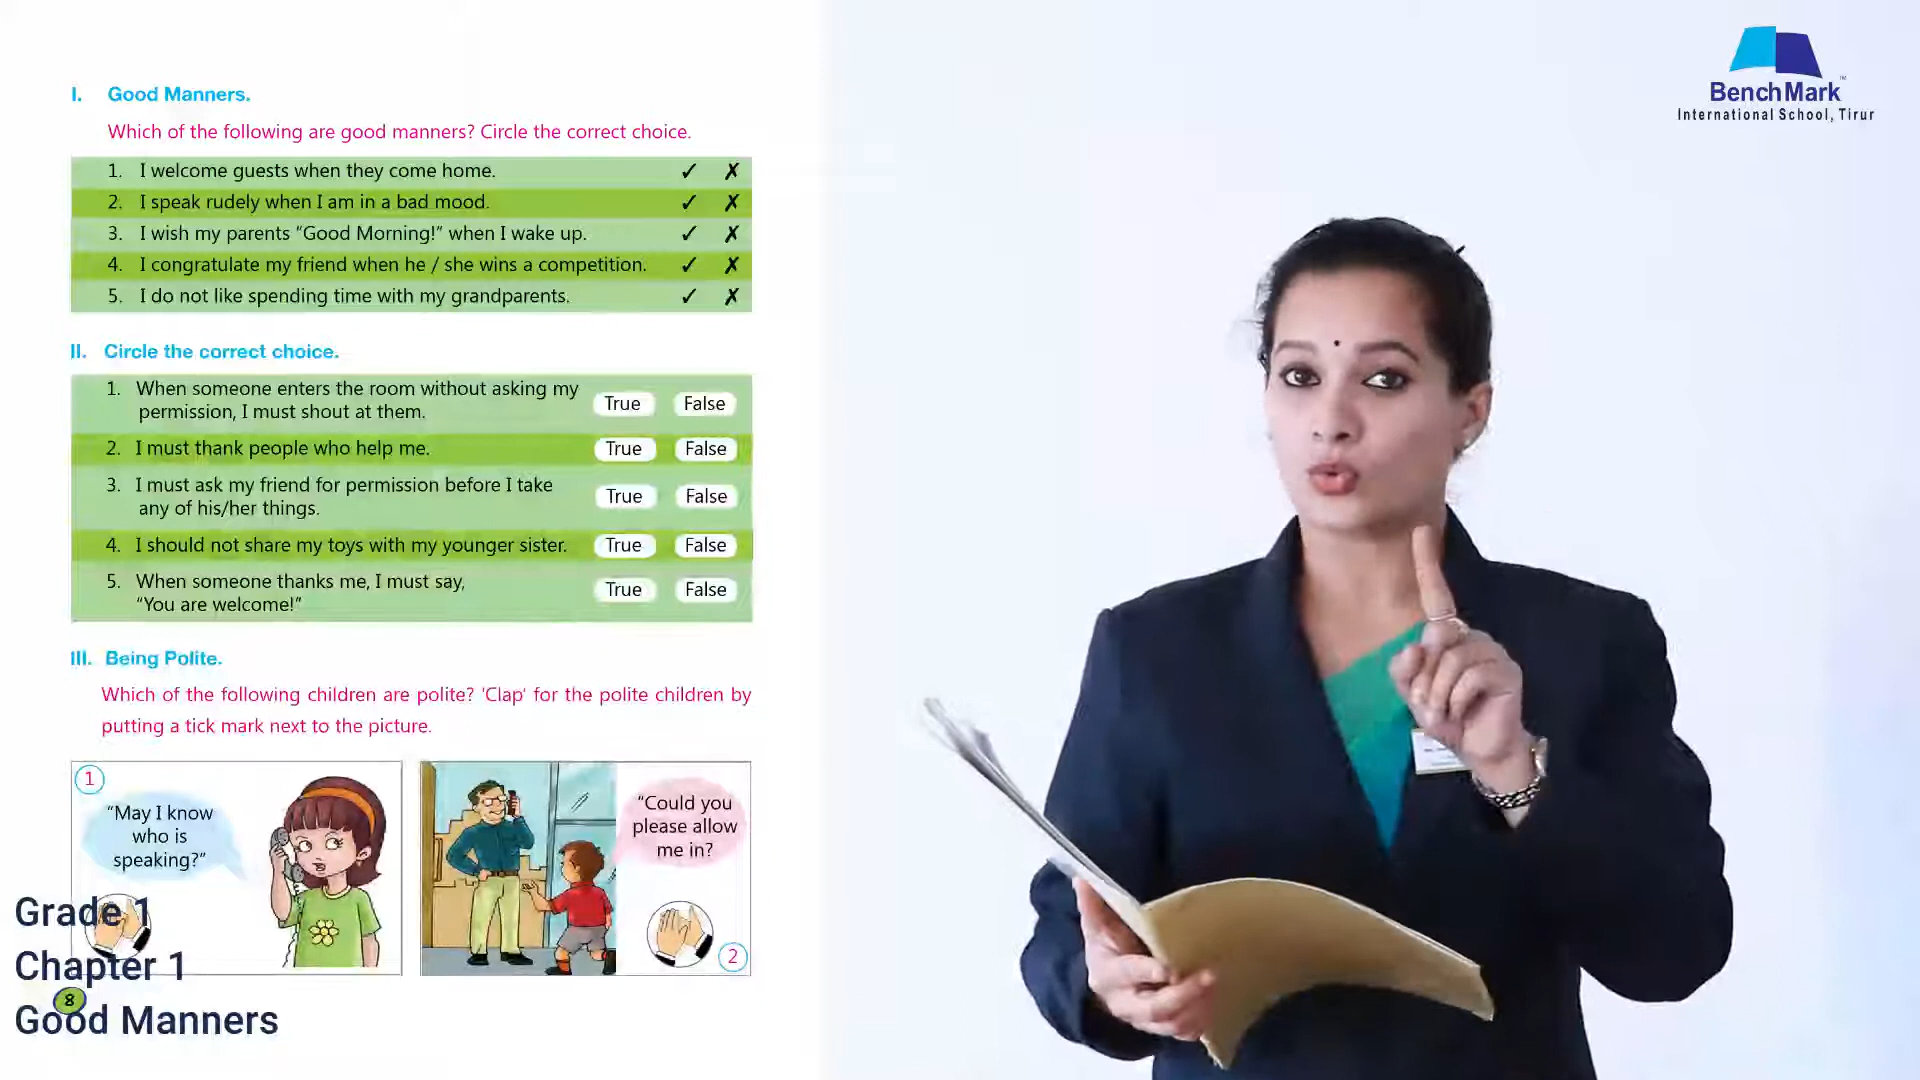 I. Good Manners.
Which of the following are good manners? Circle the correct choice.
1. I welcome guests when they come home. ✓ ✗
2. I speak rudely when I am in a bad mood. ✓ ✗
3. I wish my parents “Good Morning!” when I wake up. ✓ ✗
4. I congratulate my friend when he / she wins a competition. ✓ ✗
5. I do not like spending time with my grandparents. ✓ ✗
II. Circle the correct choice.
1. When someone enters the room without asking my
permission, I must shout at them. True False
2. I must thank people who help me. True False
3. I must ask my friend for permission before I take
any of his/her things. True False
4. I should not share my toys with my younger sister. True False
5. When someone thanks me, I must say,
“You are welcome!” True False
III. Being Polite.
Which of the following children are polite? 'Clap' for the polite children by
putting a tick mark next to the picture.
1
“May I know
who is
speaking?”
“Could you
please allow
me in?
2
Grade 1
Chapter 1
8
Good Manners
BenchMark
™
International School, Tirur